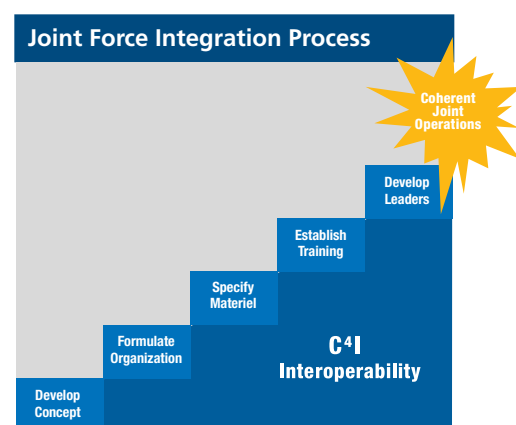 Joint Force Integration Process
Coherent
Joint
Operations
Develop
Leaders
Establish
Training
Specify
Materiel
Formulate
Organization
C⁴I
Interoperability
Develop
Concept